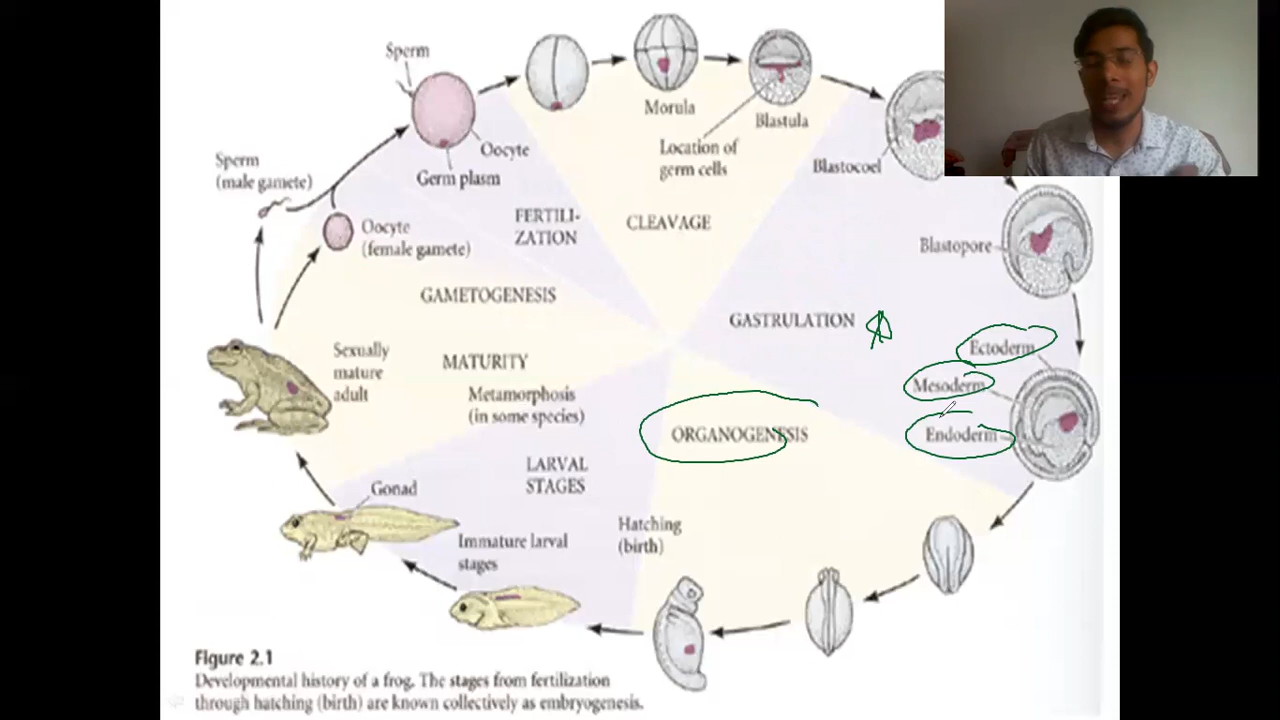 Sperm
Morula
Blastula
Oocyte
Location of
germ cells
Blastocoel
Sperm
(male gamete)
Germ plasm
Oocyte
(female gamete)
FERTILI-
ZATION
CLEAVAGE
Blastopore
GAMETOGENESIS
GASTRULATION
Ectoderm
Sexually
mature
adult
MATURITY
Mesoderm
Metamorphosis
(in some species)
ORGANOGENESIS
Endoderm
LARVAL
STAGES
Gonad
Hatching
(birth)
Immature larval
stages
Figure 2.1
Developmental history of a frog. The stages from fertilization
through hatching (birth) are known collectively as embryogenesis.